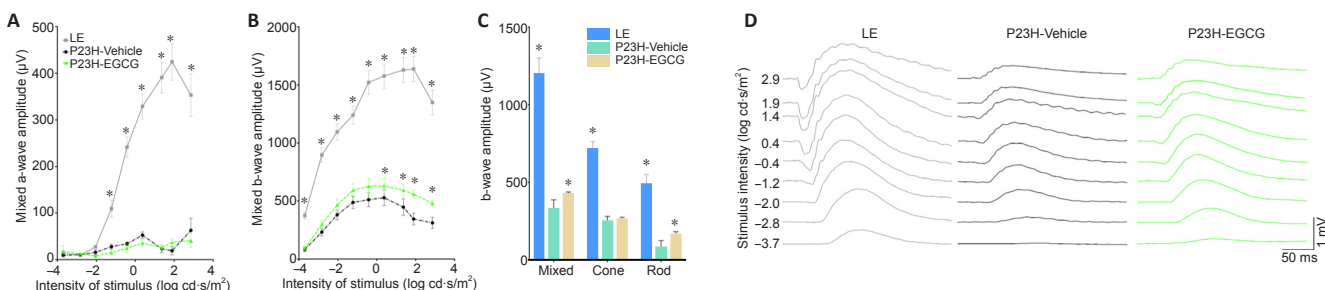 A
Mixed a-wave amplitude (µV)
500
400
300
200
100
0
LE
P23H-Vehicle
P23H-EGCG
* * * * * * *
−4 −2 0 2 4
Intensity of stimulus (log cd·s/m²)
B
Mixed b-wave amplitude (µV)
2000
1500
1000
500
0
* * * * * * * * *
* * * *
−4 −2 0 2 4
Intensity of stimulus (log cd·s/m²)
C
b-wave amplitude (µV)
1500
1000
500
0
LE
P23H-Vehicle
P23H-EGCG
* * * * *
Mixed Cone Rod
D
LE P23H-Vehicle P23H-EGCG
Stimulus intensity (log cd·s/m²)
2.9
1.9
1.4
0.4
−0.4
−1.2
−2.0
−2.8
−3.7
1 mV
50 ms